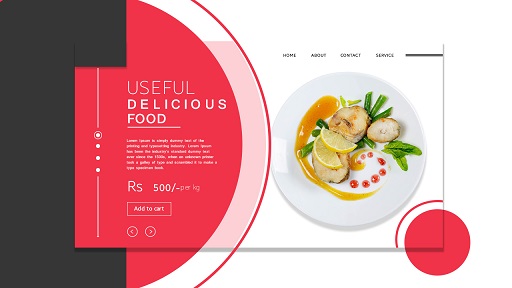 HOME ABOUT CONTACT SERVICE
USEFUL
DELICIOUS
FOOD
Lorem Ipsum is simply dummy text of the
printing and typesetting industry. Lorem Ipsum
has been the industry's standard dummy text
ever since the 1500s, when an unknown printer
took a galley of type and scrambled it to make a
type specimen book.
Rs 500/-per kg
Add to cart